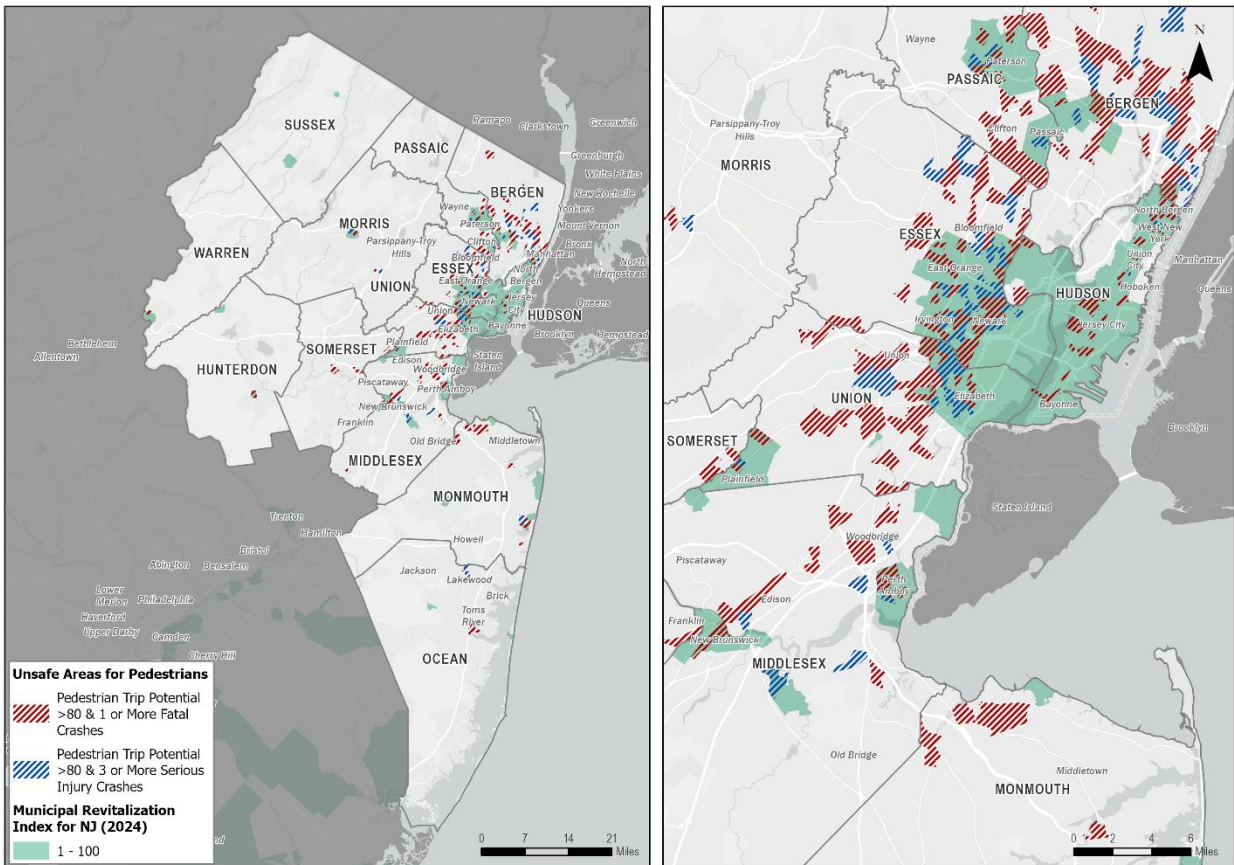 SUSSEX
PASSAIC
Ramapo
Clarkstown
Greenwich
Greenburgh
White Plains
New Rochelle
BERGEN
Wayne
Yonkers
Mount Vernon
Paterson
WARREN
MORRIS
Clifton
Bronx
Parsippany-Troy
Hills
Bloomfield
Manhattan
North
Hempstead
ESSEX
East Orange
North
Bergen
UNION
Newark
Jersey
City
Queens
HUDSON
Union
Bayonne
Elizabeth
Brooklyn
Hempstead
SOMERSET
Plainfield
Staten
Island
Bethlehem
Allentown
Edison
Woodbridge
HUNTERDON
Piscataway
Perth Amboy
New Brunswick
Franklin
Old Bridge
Middletown
MIDDLESEX
MONMOUTH
Trenton
Hamilton
Howell
Bristol
Abington
Bensalem
Jackson
Lakewood
Lower
Merion
Philadelphia
Brick
Haverford
Toms
River
Upper Darby
Camden
Cherry Hill
OCEAN
Unsafe Areas for Pedestrians
Pedestrian Trip Potential
>80 & 1 or More Fatal
Crashes
Pedestrian Trip Potential
>80 & 3 or More Serious
Injury Crashes
Municipal Revitalization
Index for NJ (2024)
1 - 100
0 7 14 21
Miles
N
Wayne
Paterson
PASSAIC
BERGEN
Parsippany-Troy
Hills
Clifton
Passaic
MORRIS
North Bergen
West New
York
ESSEX
Bloomfield
East Orange
Union
City
Manhattan
HUDSON
Hoboken
Queens
Irvington
Newark
Jersey City
Union
Elizabeth
Bayonne
UNION
Brooklyn
SOMERSET
Plainfield
Staten Island
Woodbridge
Piscataway
Perth
Amboy
Edison
Franklin
New Brunswick
MIDDLESEX
Old Bridge
Middletown
MONMOUTH
0 2 4 6
Miles